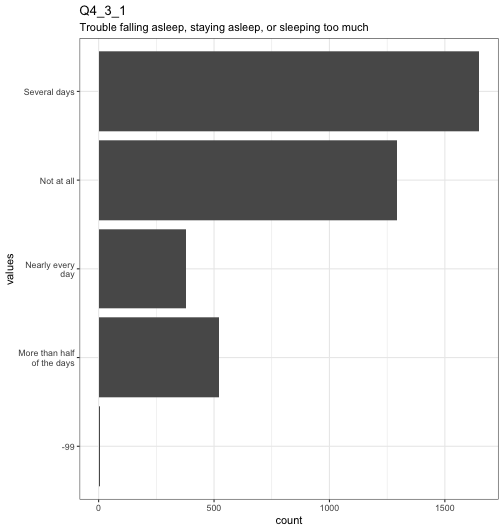 Q4_3_1
Trouble falling asleep, staying asleep, or sleeping too much
Several days
Not at all
Nearly every
day
More than half
of the days
-99
values
0
500
1000
1500
count